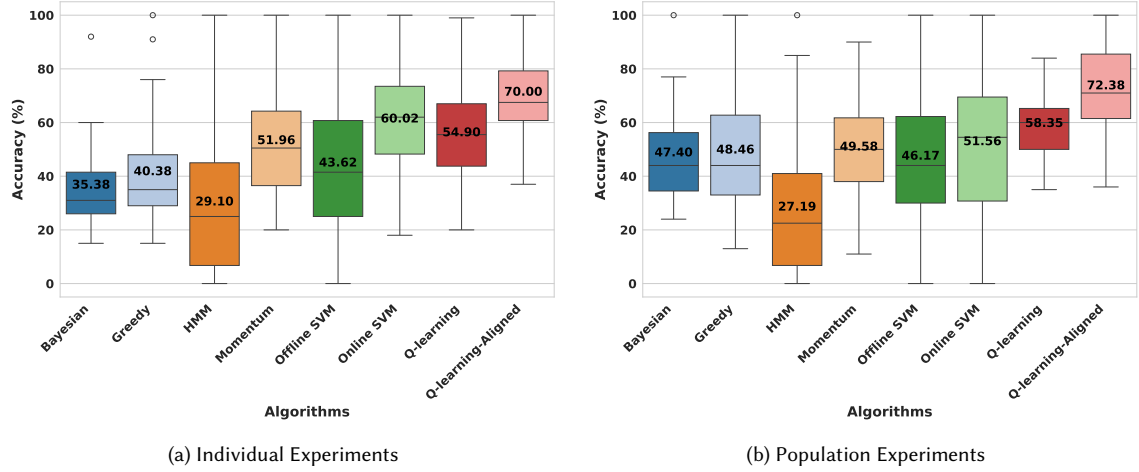 100
80
60
40
20
0
Accuracy (%)
35.38
40.38
29.10
51.96
43.62
60.02
54.90
70.00
Bayesian
Greedy
HMM
Momentum
Offline SVM
Online SVM
Q-learning
Q-learning-Aligned
Algorithms
(a) Individual Experiments
100
80
60
40
20
0
Accuracy (%)
47.40
48.46
27.19
49.58
46.17
51.56
58.35
72.38
Bayesian
Greedy
HMM
Momentum
Offline SVM
Online SVM
Q-learning
Q-learning-Aligned
Algorithms
(b) Population Experiments